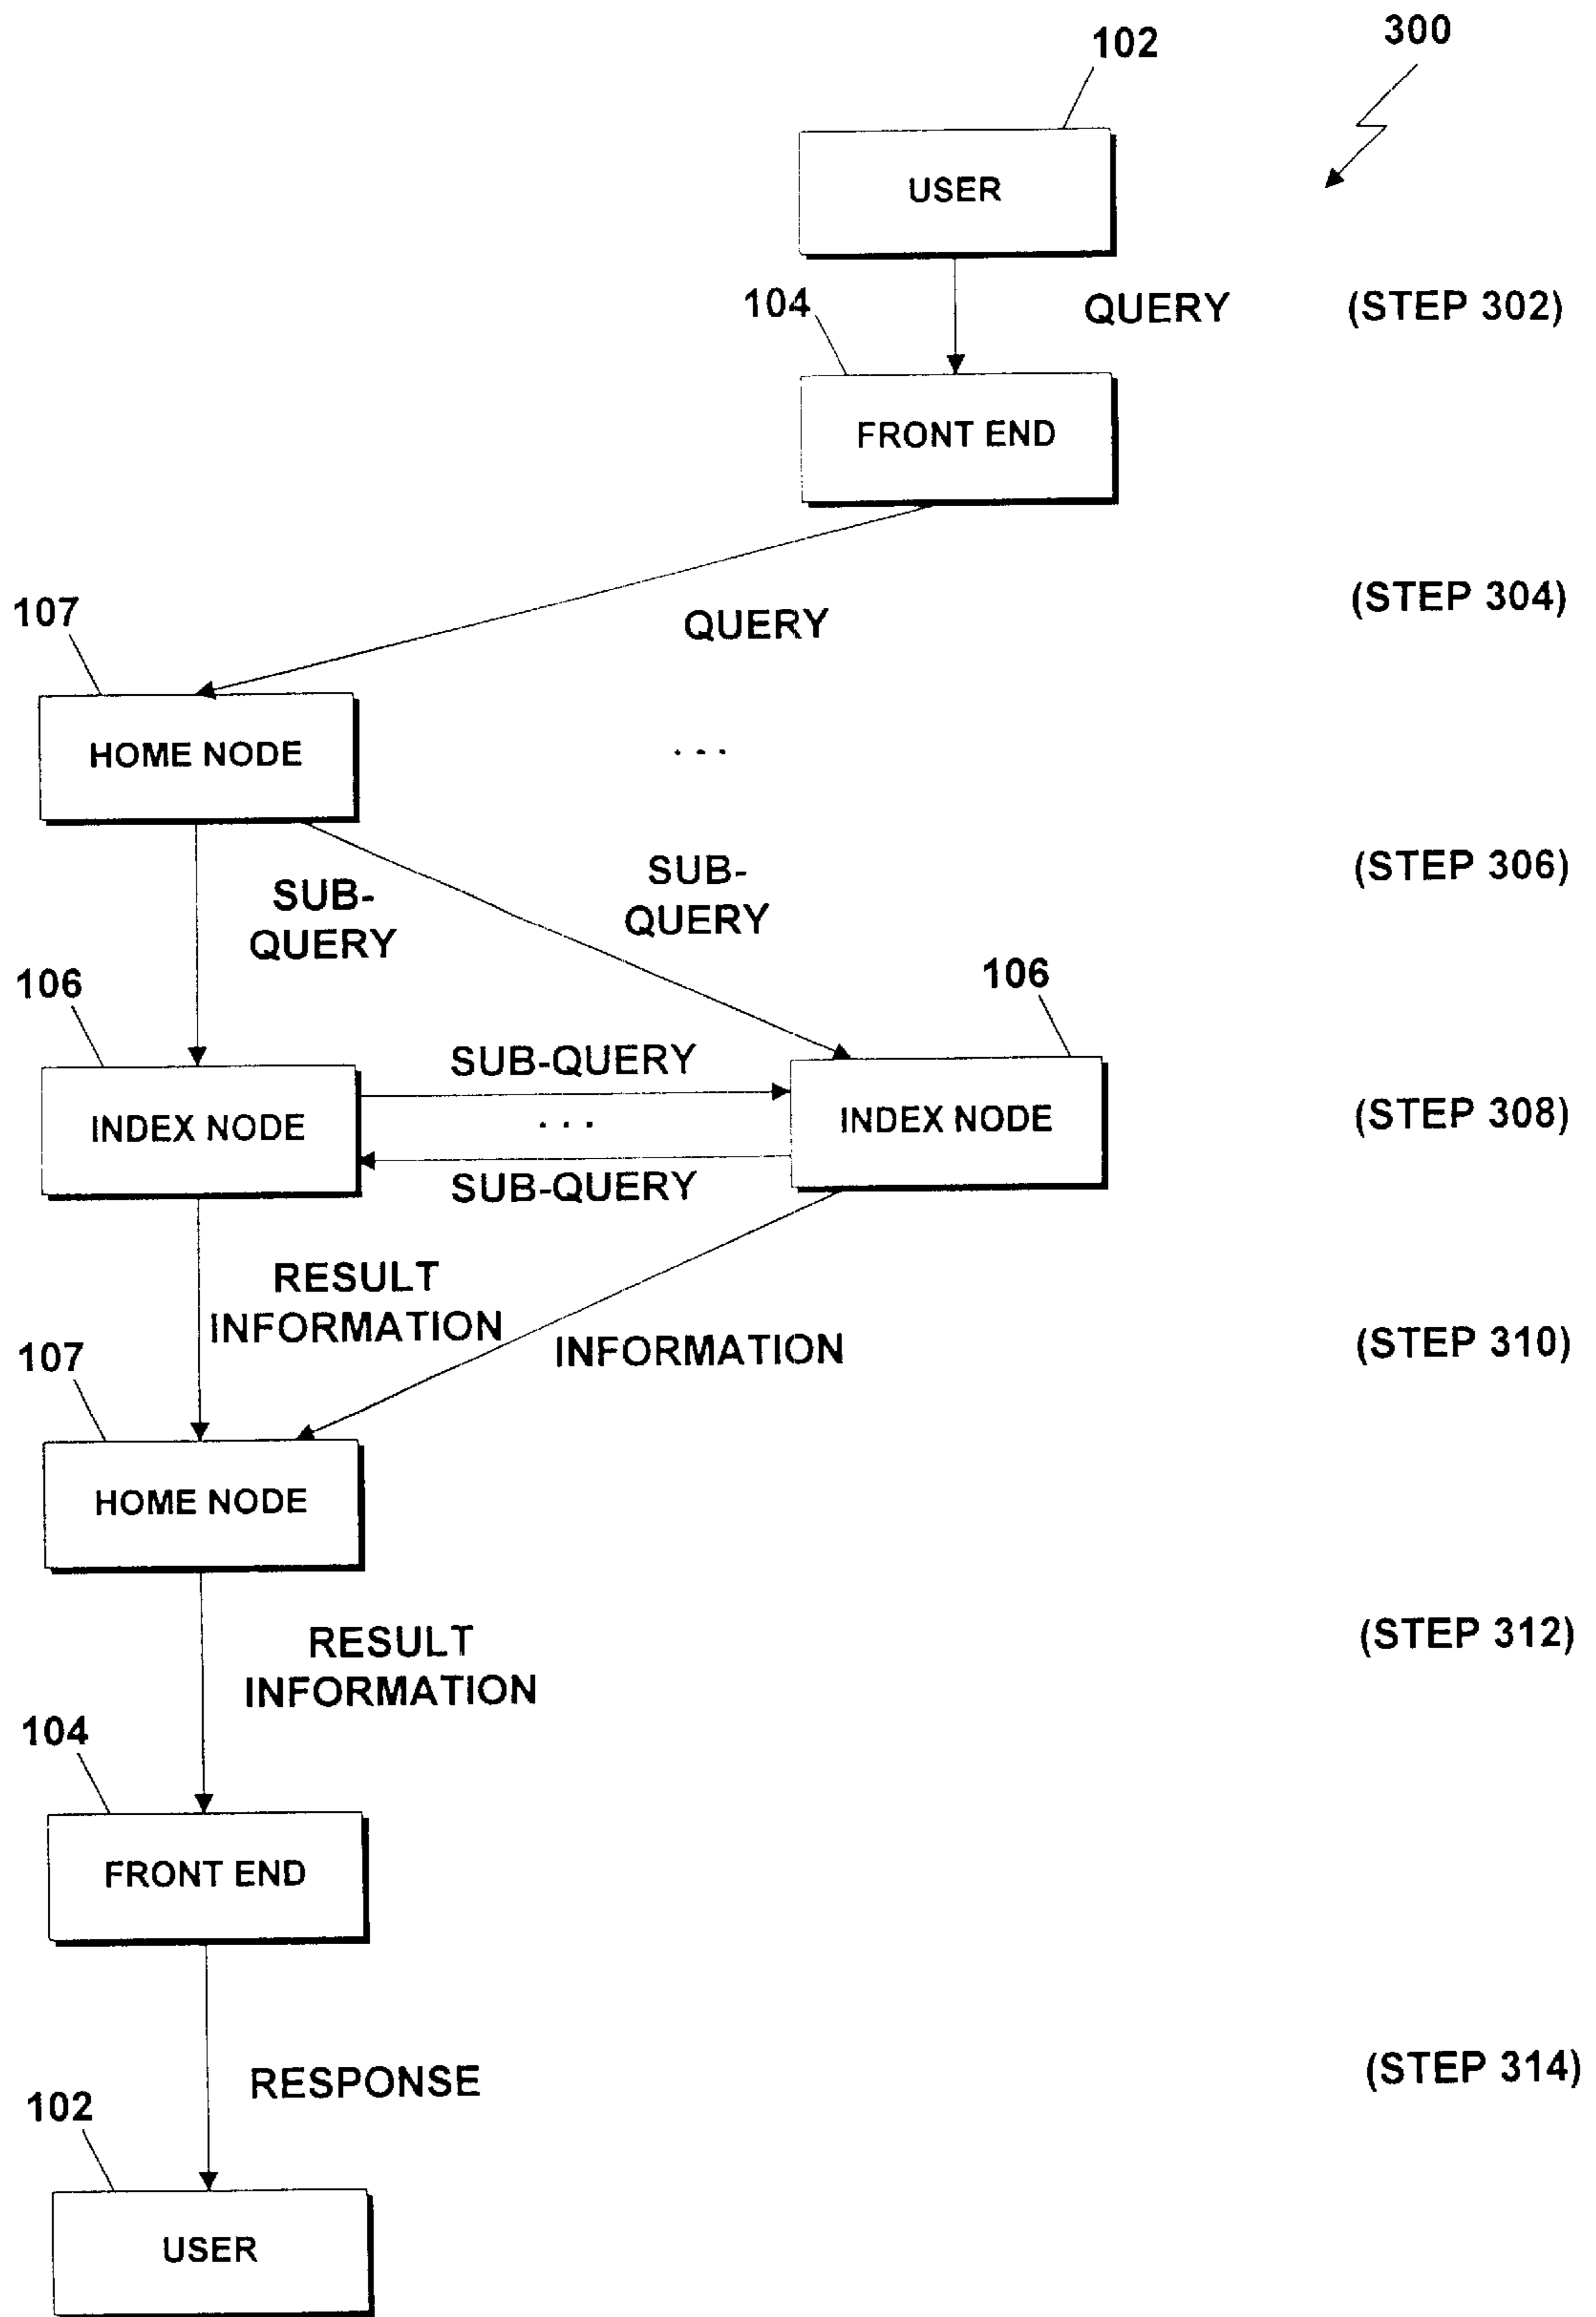 300
102
USER
104
QUERY
(STEP 302)
FRONT END
(STEP 304)
107
QUERY
HOME NODE
. . .
(STEP 306)
SUB-
QUERY
SUB-
QUERY
106
106
SUB-QUERY
INDEX NODE
. . .
INDEX NODE
(STEP 308)
SUB-QUERY
RESULT
INFORMATION
INFORMATION
(STEP 310)
107
HOME NODE
RESULT
INFORMATION
(STEP 312)
104
FRONT END
RESPONSE
(STEP 314)
102
USER